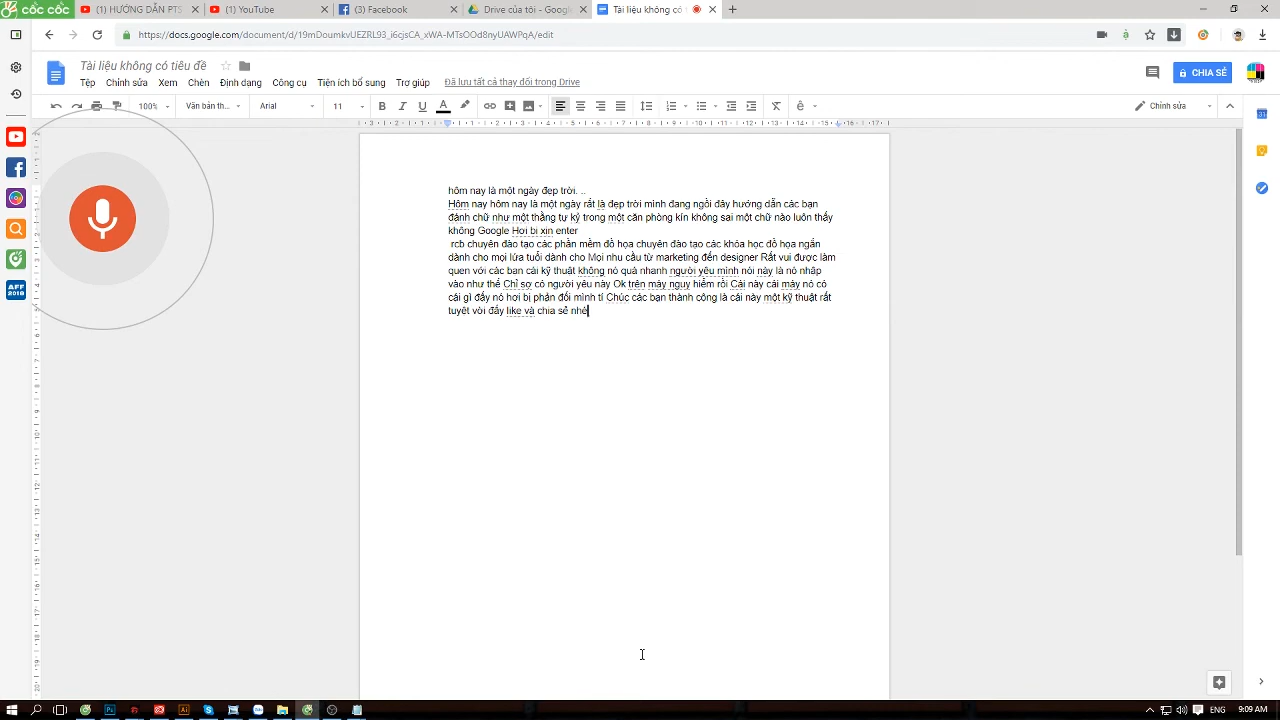 cốc cốc
(1) HƯỚNG DẪN PTS
(1) YouTube
(3) Facebook
Drive của tôi - Google
Tài liệu không có t
https://docs.google.com/document/d/19mDoumkvUEZRL93_i6cjsCA_xWA-MTsOOd8nyUAWPqA/edit
Tài liệu không có tiêu đề
Tệp Chỉnh sửa Xem Chèn Định dạng Công cụ Tiện ích bổ sung Trợ giúp Đã lưu tất cả thay đổi trong Drive
CHIA SẺ
100% Văn bản th... Arial 11 B I U A Chỉnh sửa
hôm nay là một ngày đẹp trời. ..
Hôm nay hôm nay là một ngày rất là đẹp trời mình đang ngồi đây hướng dẫn các bạn
đánh chữ như một thằng tự kỷ trong một căn phòng kín không sai một chữ nào luôn thấy
không Google Hơi bị xịn enter
rcb chuyên đào tạo các phần mềm đồ họa chuyên đào tạo các khóa học đồ họa ngắn
dành cho mọi lứa tuổi dành cho Mọi nhu cầu từ marketing đến designer Rất vui được làm
quen với các bạn cái kỹ thuật không nó quá nhanh người yêu mình nói này là nó nhập
như thế Chỉ sợ có người yêu này Ok trên mây nguy hiểm rồi Cái này cái máy nó có
cái gì đấy nó hơi bị phản đối mình tí Chúc các bạn thành công là cái này một kỹ thuật rất
tuyệt vời đấy like và chia sẻ nhé
AFF
2018
31
ENG
9:09 AM